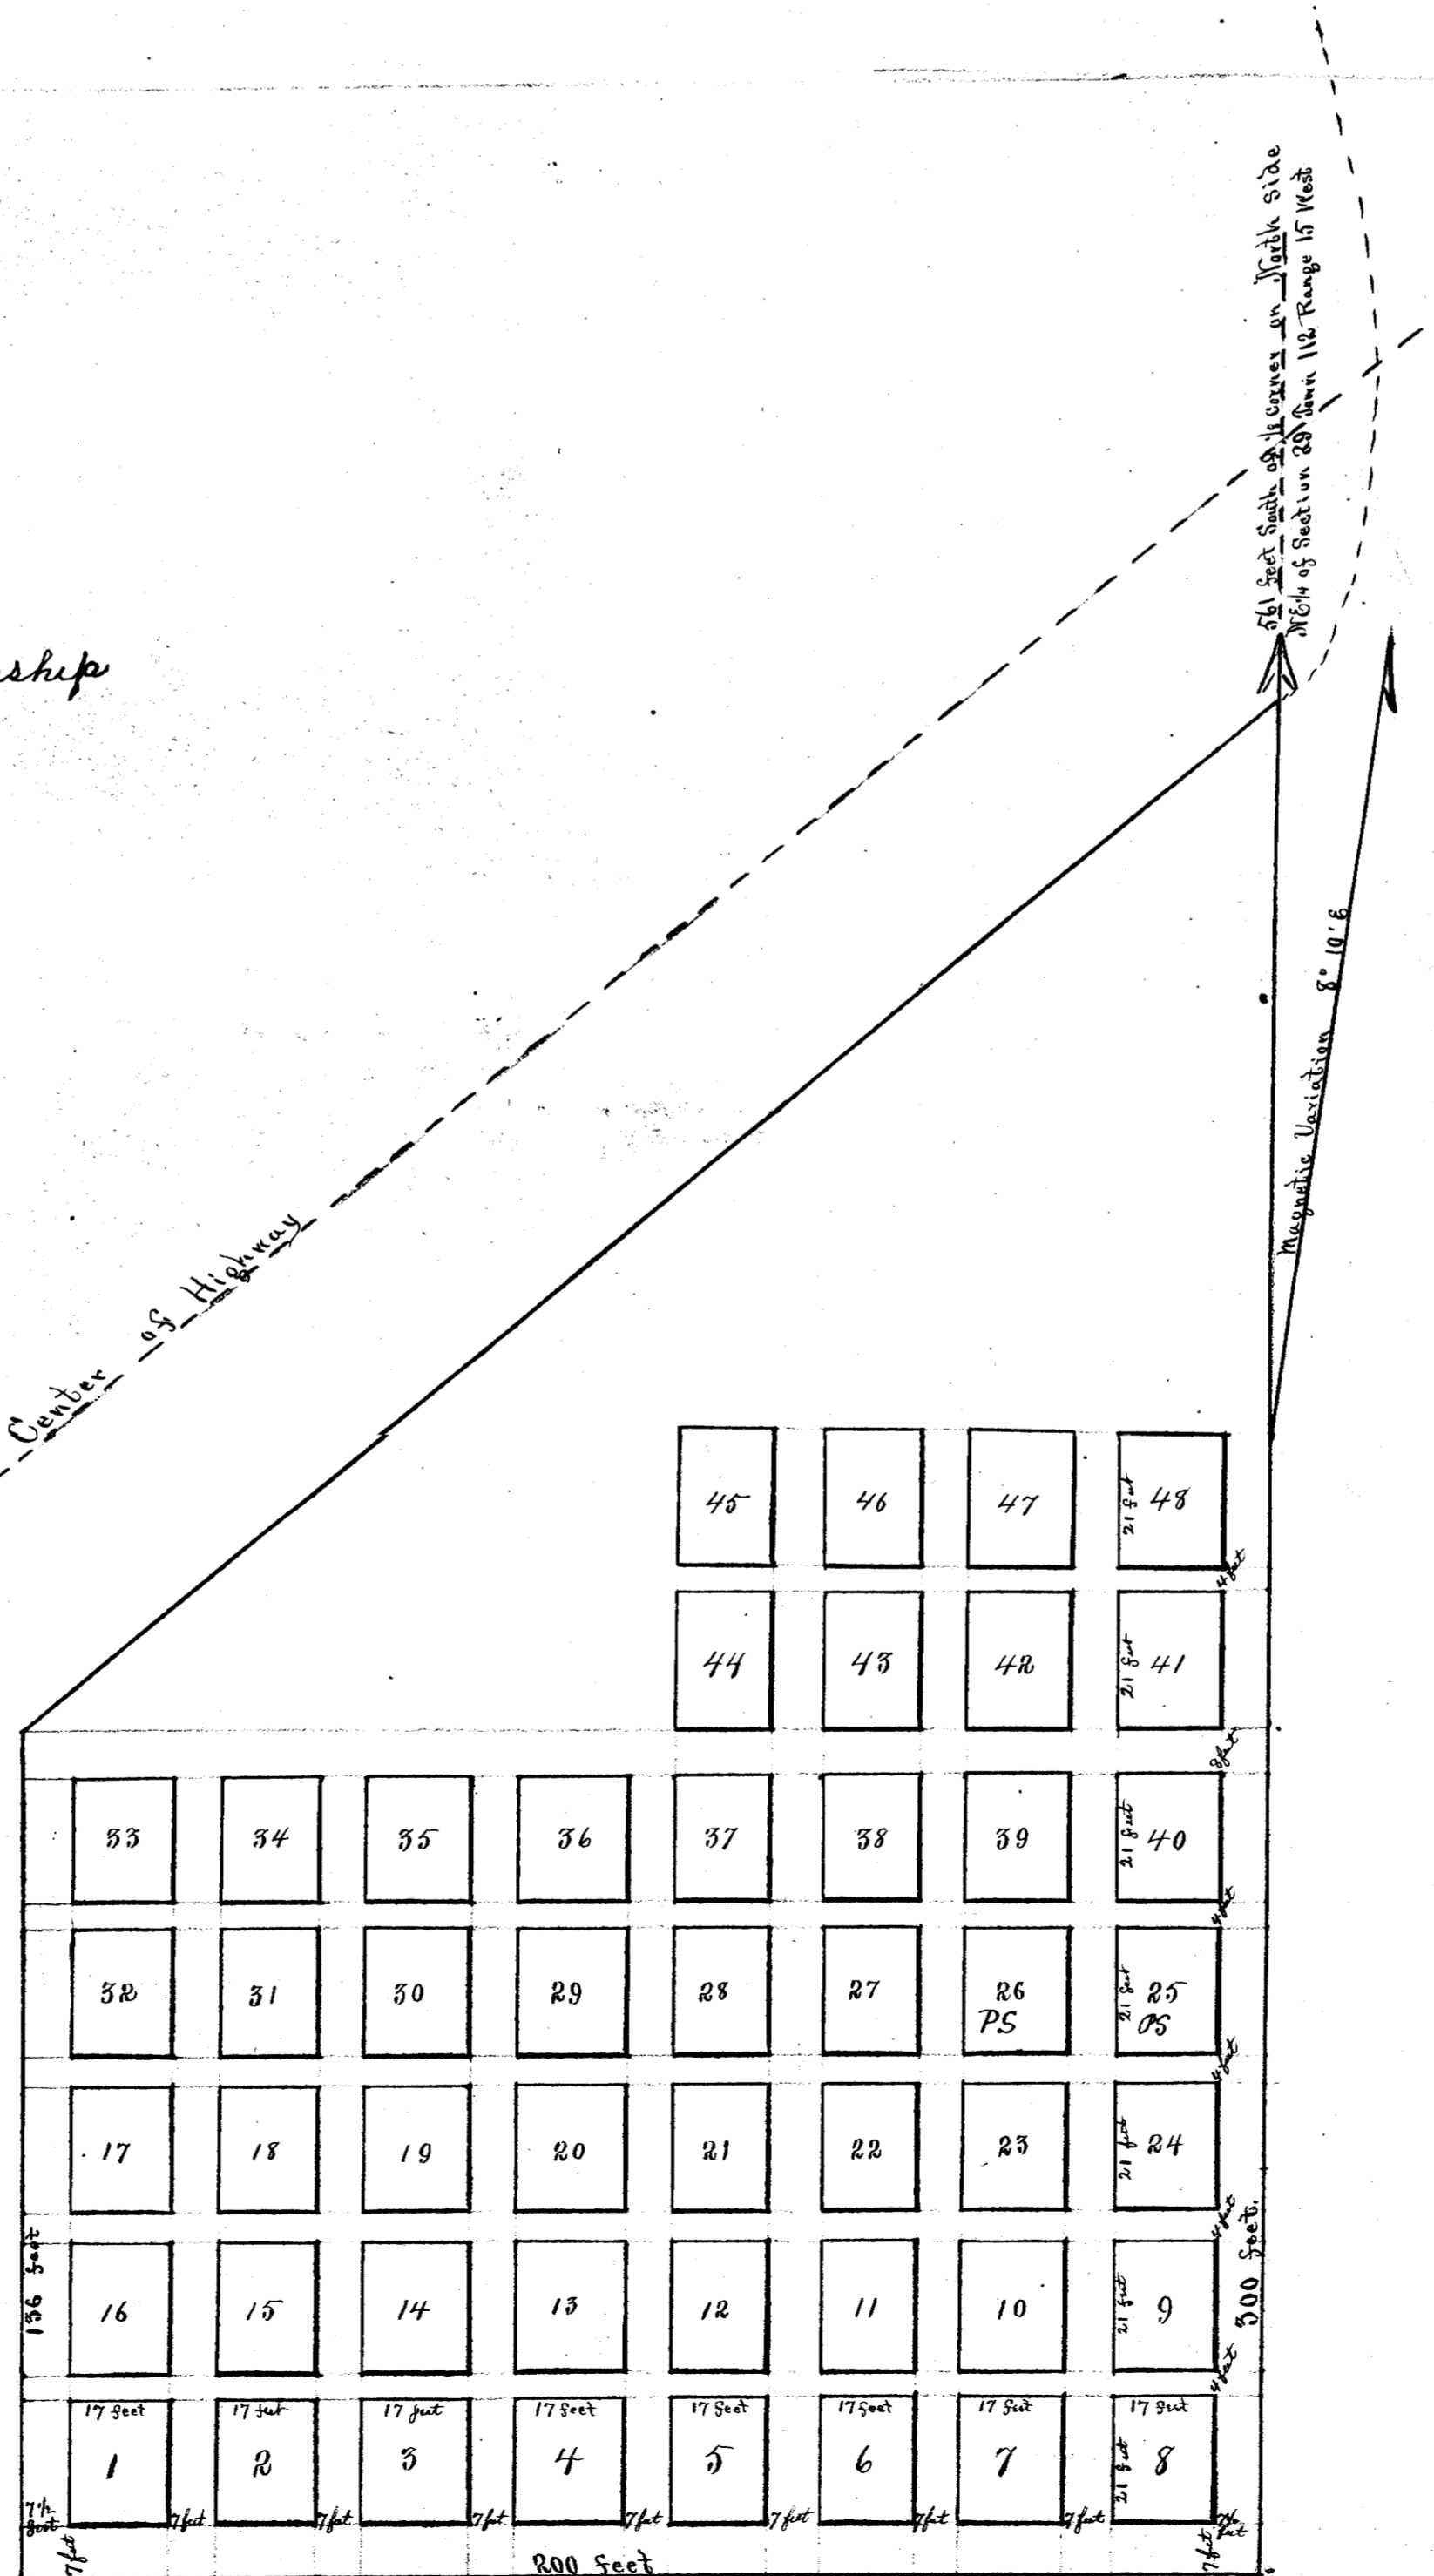 561 feet South of 1/8 Corner on North side
NE 1/4 of Section 29 Town 112 Range 15 West
ship
Magnetic Variation 8° 10' E
Center of Highway
45 46 47 21 feet 48
4 feet
44 43 42 21 feet 41
8 feet
33 34 35 36 37 38 39 21 feet 40
4 feet
32 31 30 29 28 27 26 21 feet 25
PS PS
4 feet
17 18 19 20 21 22 23 21 feet 24
4 feet
136 feet
300 feet.
16 15 14 13 12 11 10 21 feet 9
4 feet
17 feet 17 feet 17 feet 17 feet 17 feet 17 feet 17 feet 17 feet
1 2 3 4 5 6 7 21 feet 8
7 1/2 feet 7 feet 7 feet 7 feet 7 feet 7 feet 7 feet 7 feet 7 1/2 feet
7 feet 7 feet
200 feet